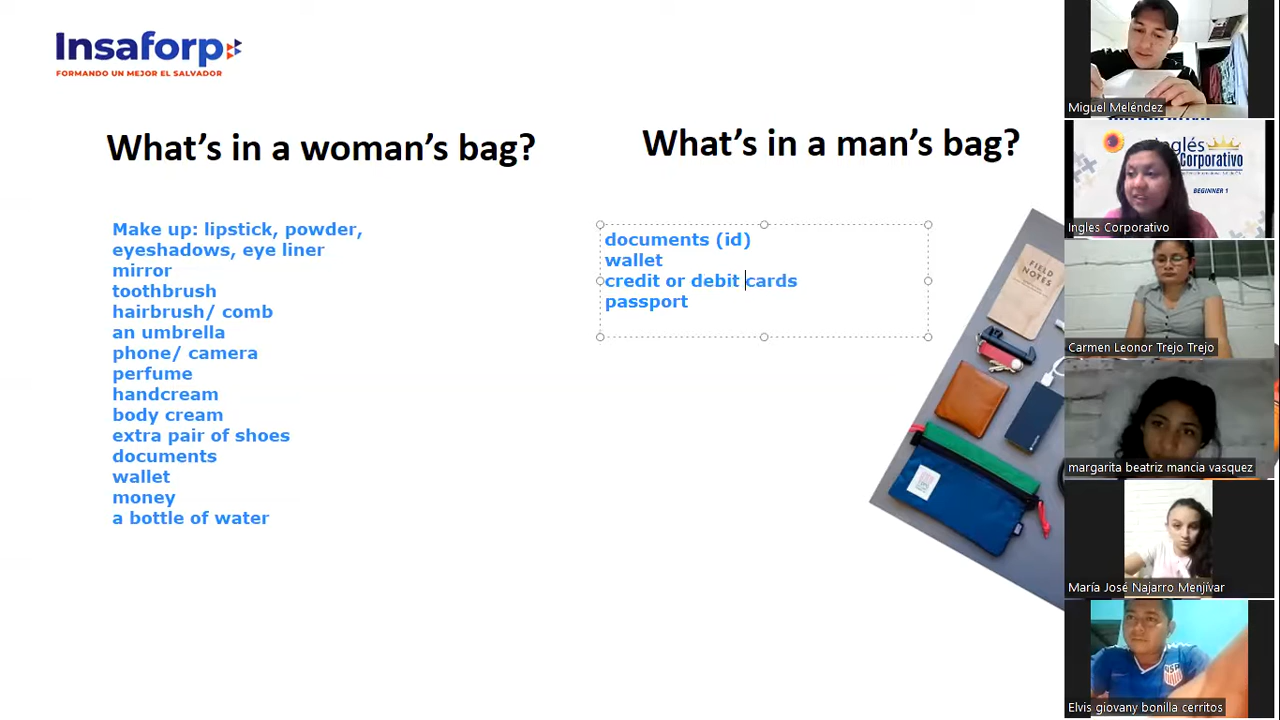 Insaforp
FORMANDO UN MEJOR EL SALVADOR
What's in a woman's bag?
Make up: lipstick, powder,
eyeshadows, eye liner
mirror
toothbrush
hairbrush/ comb
an umbrella
phone/ camera
perfume
handcream
body cream
extra pair of shoes
documents
wallet
money
a bottle of water
What's in a man's bag?
documents (id)
wallet
credit or debit cards
passport
FIELD
NOTES
Miguel Meléndez
Inglés
Corporativo
BEGINNER 1
Ingles Corporativo
Carmen Leonor Trejo Trejo
margarita beatriz mancia vasquez
María José Najarro Menjívar
Elvis giovany bonilla cerritos